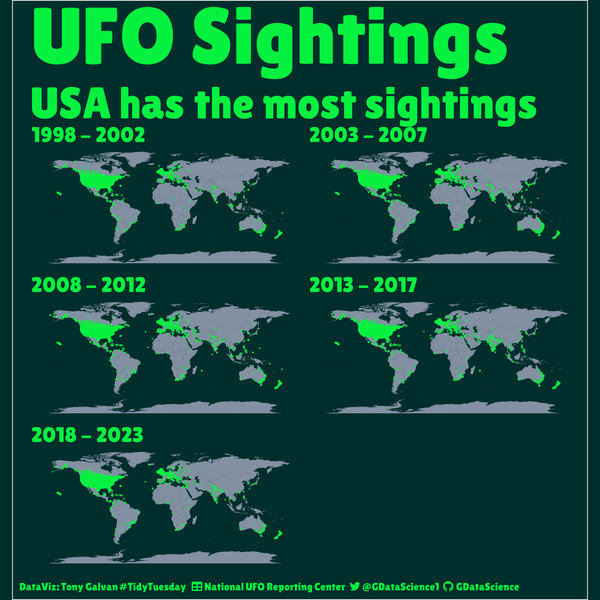 UFO Sightings
USA has the most sightings
1998 – 2002
2003 – 2007
2008 – 2012
2013 – 2017
2018 – 2023
DataViz: Tony Galvan #TidyTuesday National UFO Reporting Center @GDataScience1 GDataScience